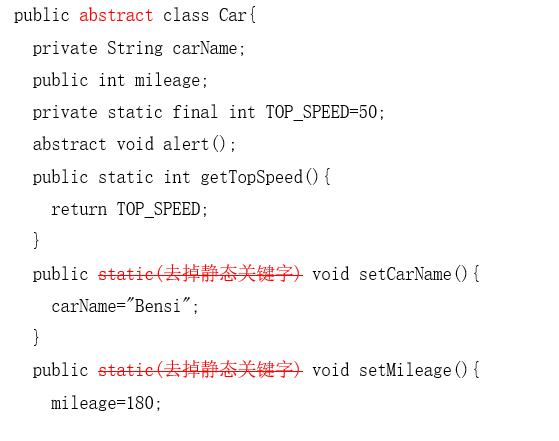 public abstract class Car{
private String carName;
public int mileage;
private static final int TOP_SPEED=50;
abstract void alert();
public static int getTopSpeed(){
return TOP_SPEED;
}
public static(去掉静态关键字) void setCarName(){
carName="Bensi";
}
public static(去掉静态关键字) void setMileage(){
mileage=180;